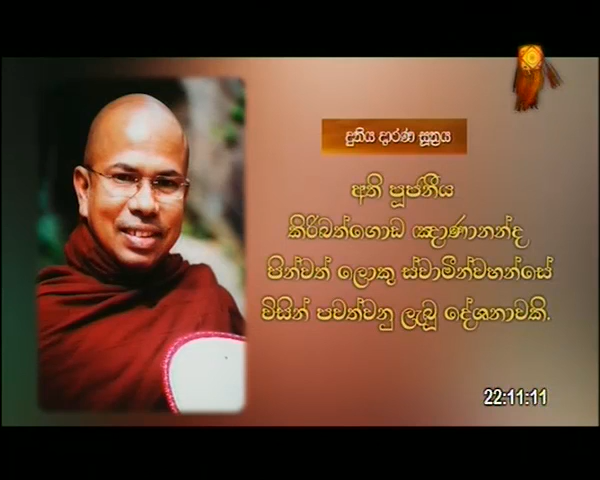 දුතිය දාරණ සූත්‍රය
අති පූජනීය
කිරිබත්ගොඩ ඤාණානන්ද
පින්වත් ලොකු ස්වාමීන්වහන්සේ
විසින් පවත්වනු ලැබූ දේශනාවකි.
22:11:11